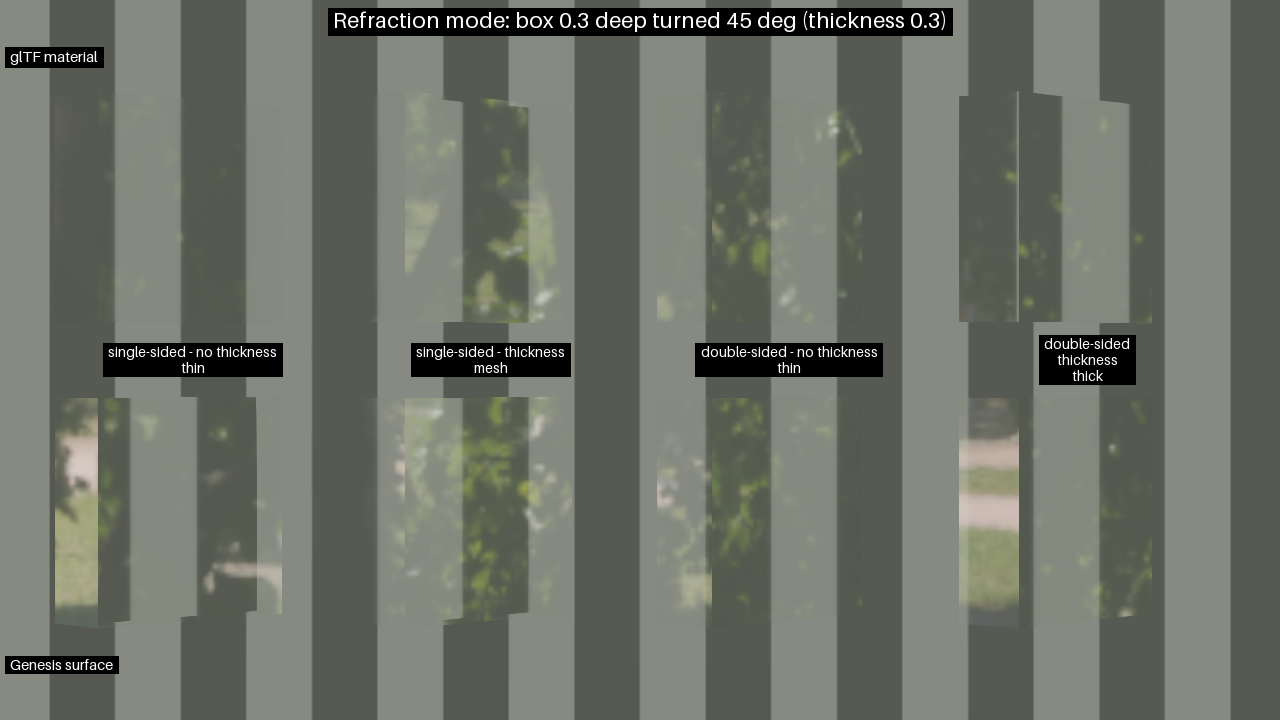 Refraction mode: box 0.3 deep turned 45 deg (thickness 0.3)
glTF material
single-sided - no thickness
thin
single-sided - thickness
mesh
double-sided - no thickness
thin
double-sided
thickness
thick
Genesis surface